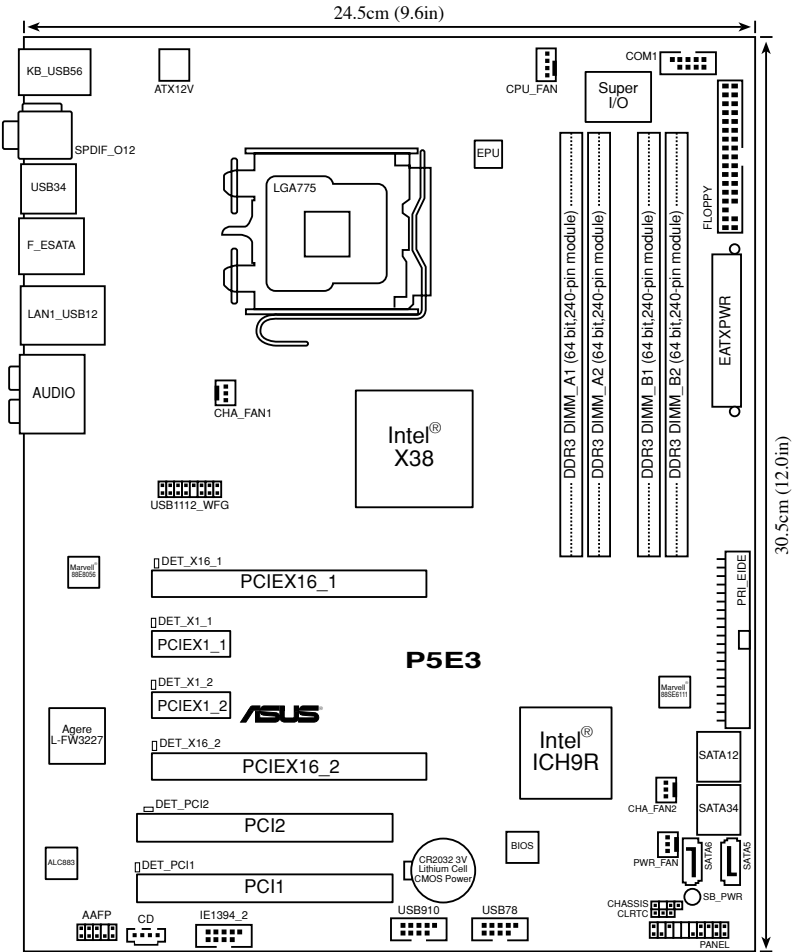 24.5cm (9.6in)
KB_USB56
ATX12V
CPU_FAN
COM1
Super
I/O
SPDIF_O12
EPU
FLOPPY
USB34
LGA775
F_ESATA
DDR3 DIMM_A1 (64 bit,240-pin module)
DDR3 DIMM_A2 (64 bit,240-pin module)
DDR3 DIMM_B1 (64 bit,240-pin module)
DDR3 DIMM_B2 (64 bit,240-pin module)
EATXPWR
LAN1_USB12
AUDIO
CHA_FAN1
Intel®
X38
30.5cm (12.0in)
USB1112_WFG
Marvell®
88E8056
DET_X16_1
PCIEX16_1
PRI_EIDE
DET_X1_1
PCIEX1_1
P5E3
DET_X1_2
PCIEX1_2
ASUS
Marvell®
88SE6111
Agere
L-FW3227
Intel®
ICH9R
SATA12
DET_X16_2
PCIEX16_2
CHA_FAN2
SATA34
DET_PCI2
PCI2
BIOS
PWR_FAN
SATA6
SATA5
ALC883
DET_PCI1
PCI1
CR2032 3V
Lithium Cell
CMOS Power
SB_PWR
CHASSIS
CLRTC
AAFP
CD
IE1394_2
USB910
USB78
PANEL